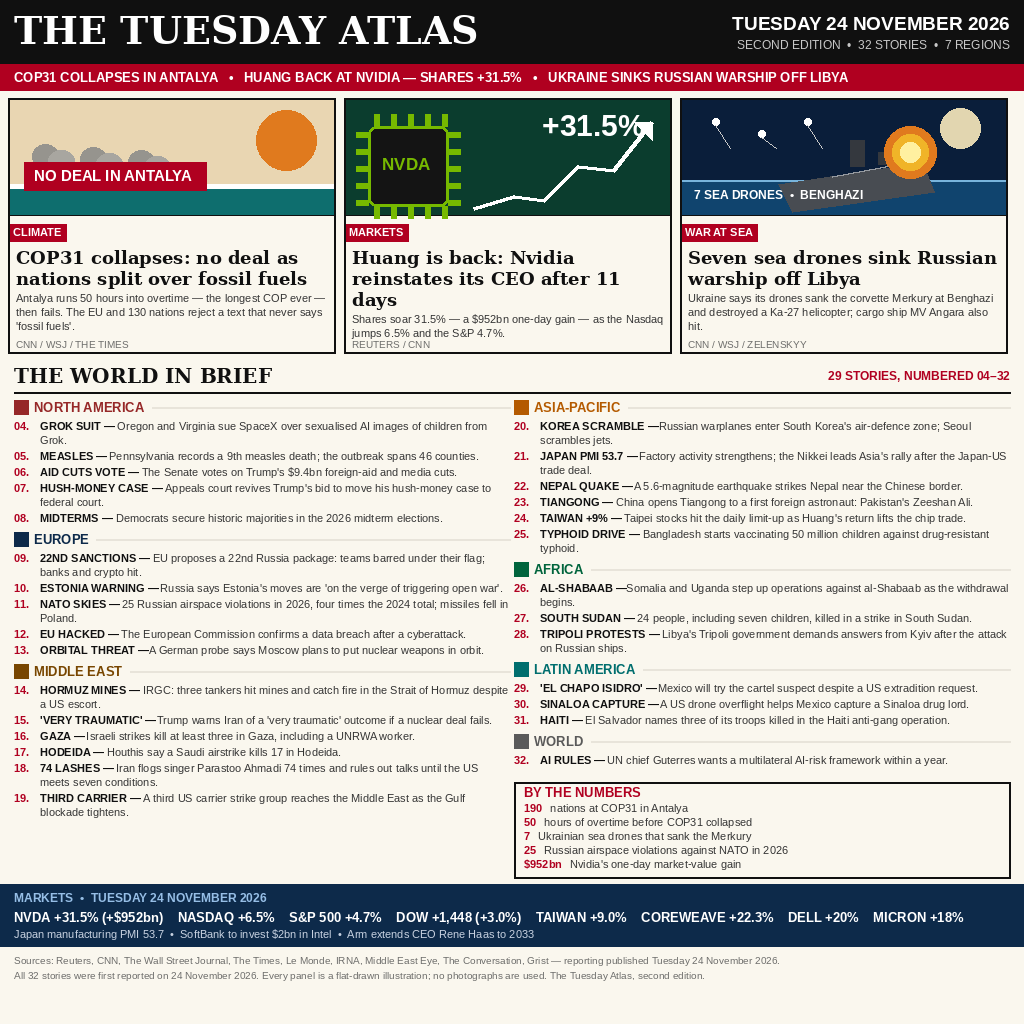 THE TUESDAY ATLAS
TUESDAY 24 NOVEMBER 2026
SECOND EDITION • 32 STORIES • 7 REGIONS
COP31 COLLAPSES IN ANTALYA • HUANG BACK AT NVIDIA — SHARES +31.5% • UKRAINE SINKS RUSSIAN WARSHIP OFF LIBYA
NO DEAL IN ANTALYA
CLIMATE
COP31 collapses: no deal as
nations split over fossil fuels
Antalya runs 50 hours into overtime — the longest COP ever —
then fails. The EU and 130 nations reject a text that never says
'fossil fuels'.
CNN / WSJ / THE TIMES
NVDA
+31.5%
MARKETS
Huang is back: Nvidia
reinstates its CEO after 11
days
Shares soar 31.5% — a $952bn one-day gain — as the Nasdaq
jumps 6.5% and the S&P 4.7%.
REUTERS / CNN
7 SEA DRONES • BENGHAZI
WAR AT SEA
Seven sea drones sink Russian
warship off Libya
Ukraine says its drones sank the corvette Merkury at Benghazi
and destroyed a Ka-27 helicopter; cargo ship MV Angara also
hit.
CNN / WSJ / ZELENSKYY
THE WORLD IN BRIEF
29 STORIES, NUMBERED 04–32
NORTH AMERICA
04. GROK SUIT — Oregon and Virginia sue SpaceX over sexualised AI images of children from
Grok.
05. MEASLES — Pennsylvania records a 9th measles death; the outbreak spans 46 counties.
06. AID CUTS VOTE — The Senate votes on Trump's $9.4bn foreign-aid and media cuts.
07. HUSH-MONEY CASE — Appeals court revives Trump's bid to move his hush-money case to
federal court.
08. MIDTERMS — Democrats secure historic majorities in the 2026 midterm elections.
EUROPE
09. 22ND SANCTIONS — EU proposes a 22nd Russia package: teams barred under their flag;
banks and crypto hit.
10. ESTONIA WARNING — Russia says Estonia's moves are 'on the verge of triggering open war'.
11. NATO SKIES — 25 Russian airspace violations in 2026, four times the 2024 total; missiles fell in
Poland.
12. EU HACKED — The European Commission confirms a data breach after a cyberattack.
13. ORBITAL THREAT — A German probe says Moscow plans to put nuclear weapons in orbit.
MIDDLE EAST
14. HORMUZ MINES — IRGC: three tankers hit mines and catch fire in the Strait of Hormuz despite
a US escort.
15. 'VERY TRAUMATIC' — Trump warns Iran of a 'very traumatic' outcome if a nuclear deal fails.
16. GAZA — Israeli strikes kill at least three in Gaza, including a UNRWA worker.
17. HODEIDA — Houthis say a Saudi airstrike kills 17 in Hodeida.
18. 74 LASHES — Iran flogs singer Parastoo Ahmadi 74 times and rules out talks until the US
meets seven conditions.
19. THIRD CARRIER — A third US carrier strike group reaches the Middle East as the Gulf
blockade tightens.
ASIA-PACIFIC
20. KOREA SCRAMBLE — Russian warplanes enter South Korea's air-defence zone; Seoul
scrambles jets.
21. JAPAN PMI 53.7 — Factory activity strengthens; the Nikkei leads Asia's rally after the Japan-US
trade deal.
22. NEPAL QUAKE — A 5.6-magnitude earthquake strikes Nepal near the Chinese border.
23. TIANGONG — China opens Tiangong to a first foreign astronaut: Pakistan's Zeeshan Ali.
24. TAIWAN +9% — Taipei stocks hit the daily limit-up as Huang's return lifts the chip trade.
25. TYPHOID DRIVE — Bangladesh starts vaccinating 50 million children against drug-resistant
typhoid.
AFRICA
26. AL-SHABAAB — Somalia and Uganda step up operations against al-Shabaab as the withdrawal
begins.
27. SOUTH SUDAN — 24 people, including seven children, killed in a strike in South Sudan.
28. TRIPOLI PROTESTS — Libya's Tripoli government demands answers from Kyiv after the attack
on Russian ships.
LATIN AMERICA
29. 'EL CHAPO ISIDRO' — Mexico will try the cartel suspect despite a US extradition request.
30. SINALOA CAPTURE — A US drone overflight helps Mexico capture a Sinaloa drug lord.
31. HAITI — El Salvador names three of its troops killed in the Haiti anti-gang operation.
WORLD
32. AI RULES — UN chief Guterres wants a multilateral AI-risk framework within a year.
BY THE NUMBERS
190 nations at COP31 in Antalya
50 hours of overtime before COP31 collapsed
7 Ukrainian sea drones that sank the Merkury
25 Russian airspace violations against NATO in 2026
$952bn Nvidia's one-day market-value gain
MARKETS • TUESDAY 24 NOVEMBER 2026
NVDA +31.5% (+$952bn) NASDAQ +6.5% S&P 500 +4.7% DOW +1,448 (+3.0%) TAIWAN +9.0% COREWEAVE +22.3% DELL +20% MICRON +18%
Japan manufacturing PMI 53.7 • SoftBank to invest $2bn in Intel • Arm extends CEO Rene Haas to 2033
Sources: Reuters, CNN, The Wall Street Journal, The Times, Le Monde, IRNA, Middle East Eye, The Conversation, Grist — reporting published Tuesday 24 November 2026.
All 32 stories were first reported on 24 November 2026. Every panel is a flat-drawn illustration; no photographs are used. The Tuesday Atlas, second edition.